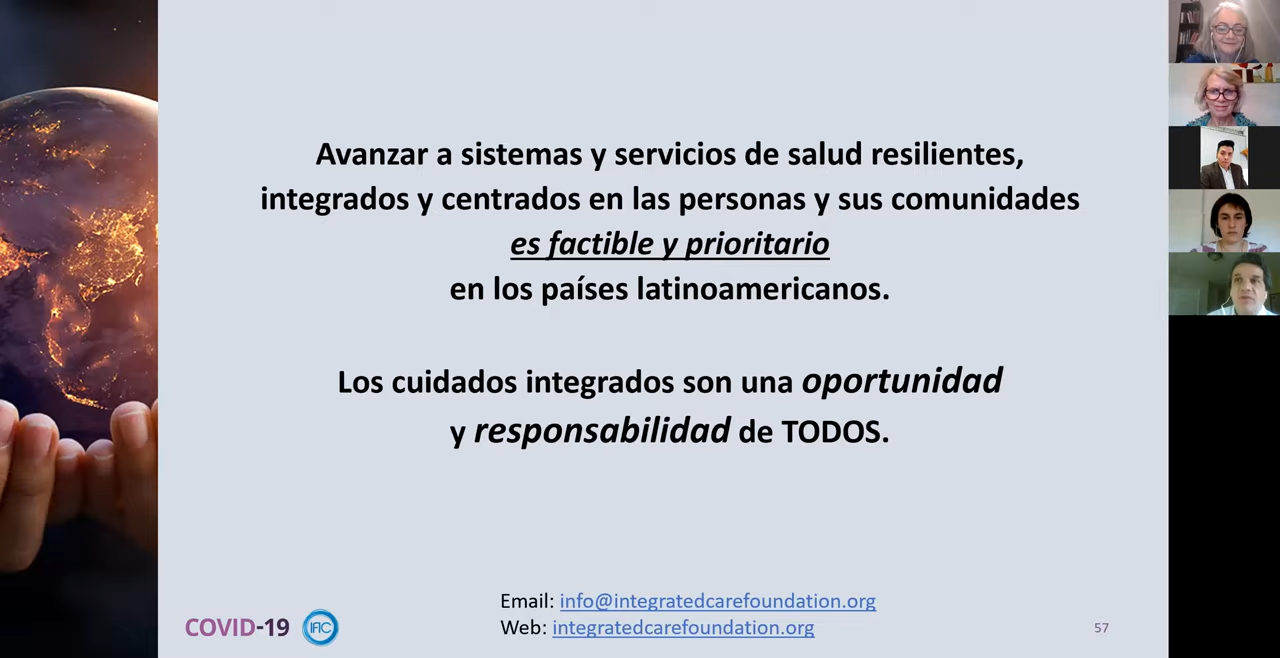 Avanzar a sistemas y servicios de salud resilientes,
integrados y centrados en las personas y sus comunidades
es factible y prioritario
en los países latinoamericanos.
Los cuidados integrados son una oportunidad
y responsabilidad de TODOS.
Email: info@integratedcarefoundation.org
Web: integratedcarefoundation.org
COVID-19 IFIC
57